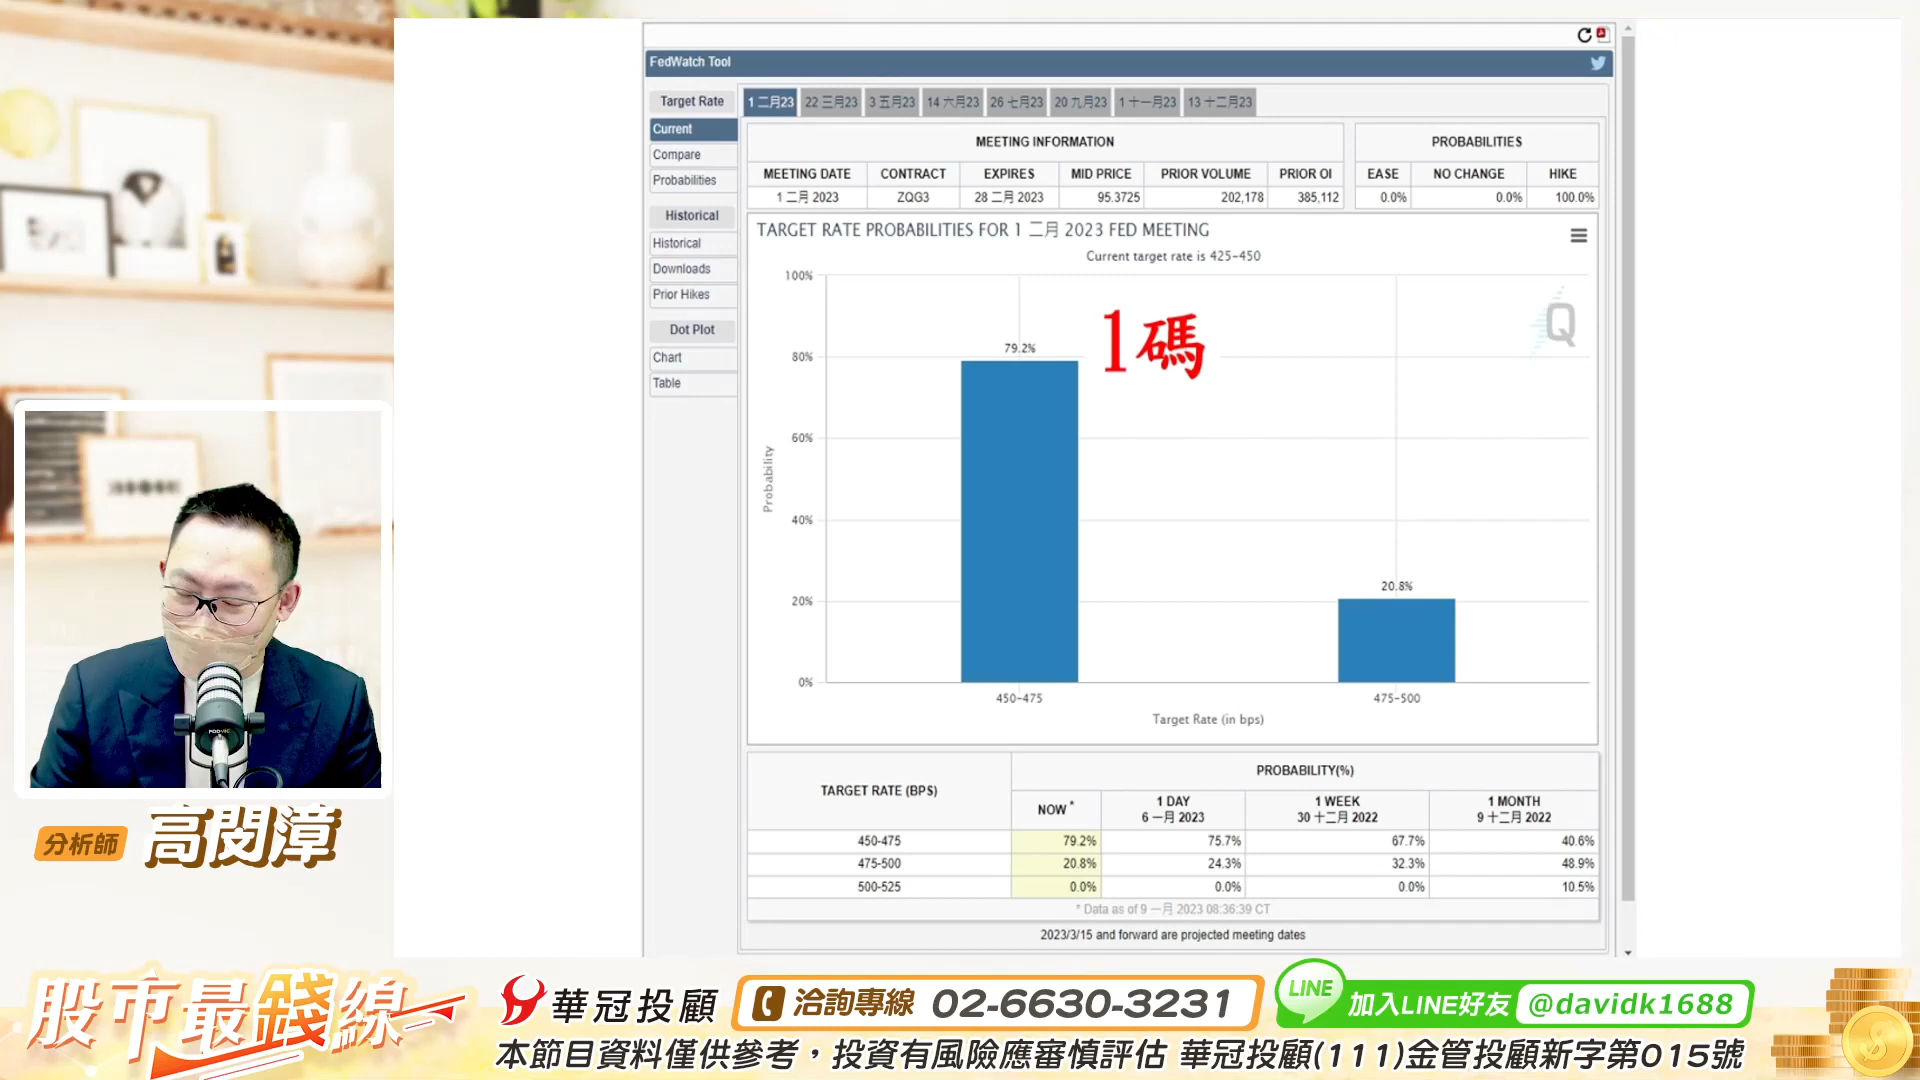 FedWatch Tool
Target Rate
Current
Compare
Probabilities
Historical
Historical
Downloads
Prior Hikes
Dot Plot
Chart
Table
1 二月23 22 三月23 3 五月23 14 六月23 26 七月23 20 九月23 1 十一月23 13 十二月23
MEETING INFORMATION
MEETING DATE CONTRACT EXPIRES MID PRICE PRIOR VOLUME PRIOR OI
1 二月 2023 ZQG3 28 二月 2023 95.3725 202,178 385,112
PROBABILITIES
EASE NO CHANGE HIKE
0.0% 0.0% 100.0%
TARGET RATE PROBABILITIES FOR 1 二月 2023 FED MEETING
Current target rate is 425-450
100%
80%
60%
40%
20%
0%
Probability
79.2%
1碼
20.8%
Q
450-475 475-500
Target Rate (in bps)
TARGET RATE (BPS) PROBABILITY(%)
NOW * 1 DAY 1 WEEK 1 MONTH
6 一月 2023 30 十二月 2022 9 十二月 2022
450-475 79.2% 75.7% 67.7% 40.6%
475-500 20.8% 24.3% 32.3% 48.9%
500-525 0.0% 0.0% 0.0% 10.5%
* Data as of 9 一月 2023 08:36:39 CT
2023/3/15 and forward are projected meeting dates
分析師 高閔漳
股市最錢線
華冠投顧 洽詢專線 02-6630-3231 LINE 加入LINE好友 @davidk1688
本節目資料僅供參考，投資有風險應審慎評估 華冠投顧(111)金管投顧新字第015號